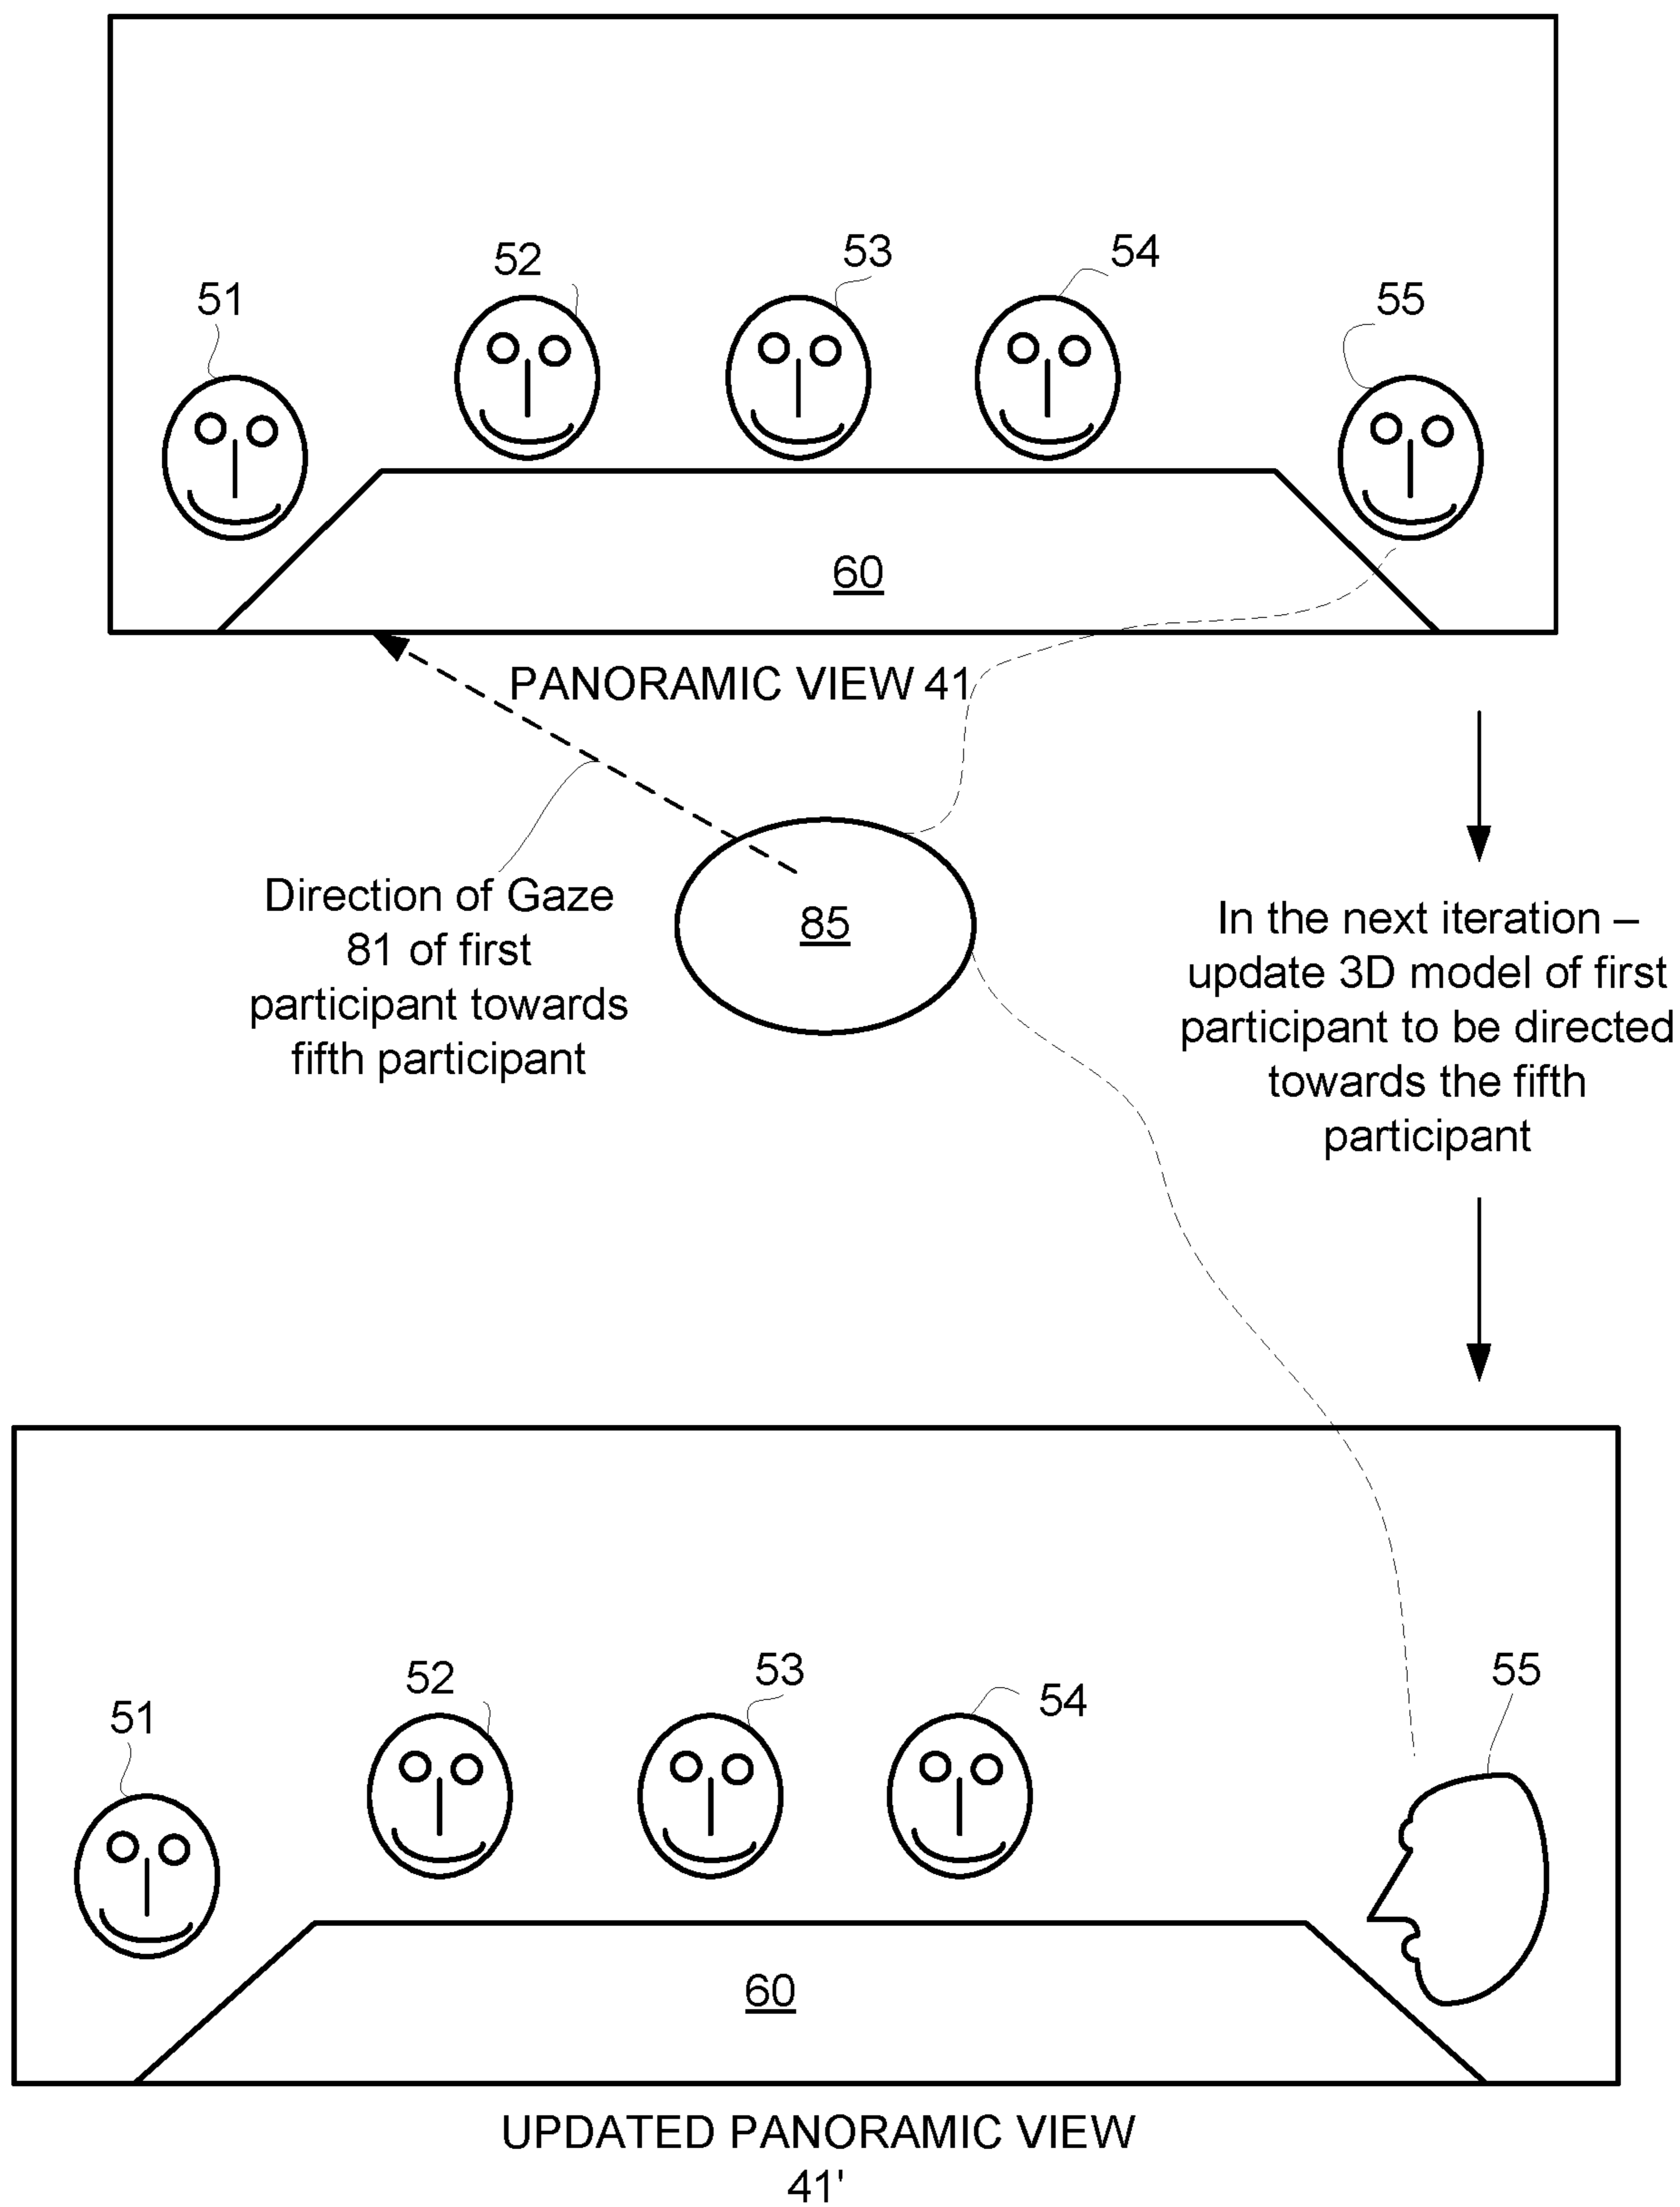 51
52
53
54
55
60
PANORAMIC VIEW 41
Direction of Gaze
81 of first
participant towards
fifth participant
85
In the next iteration –
update 3D model of first
participant to be directed
towards the fifth
participant
51
52
53
54
55
60
UPDATED PANORAMIC VIEW
41'